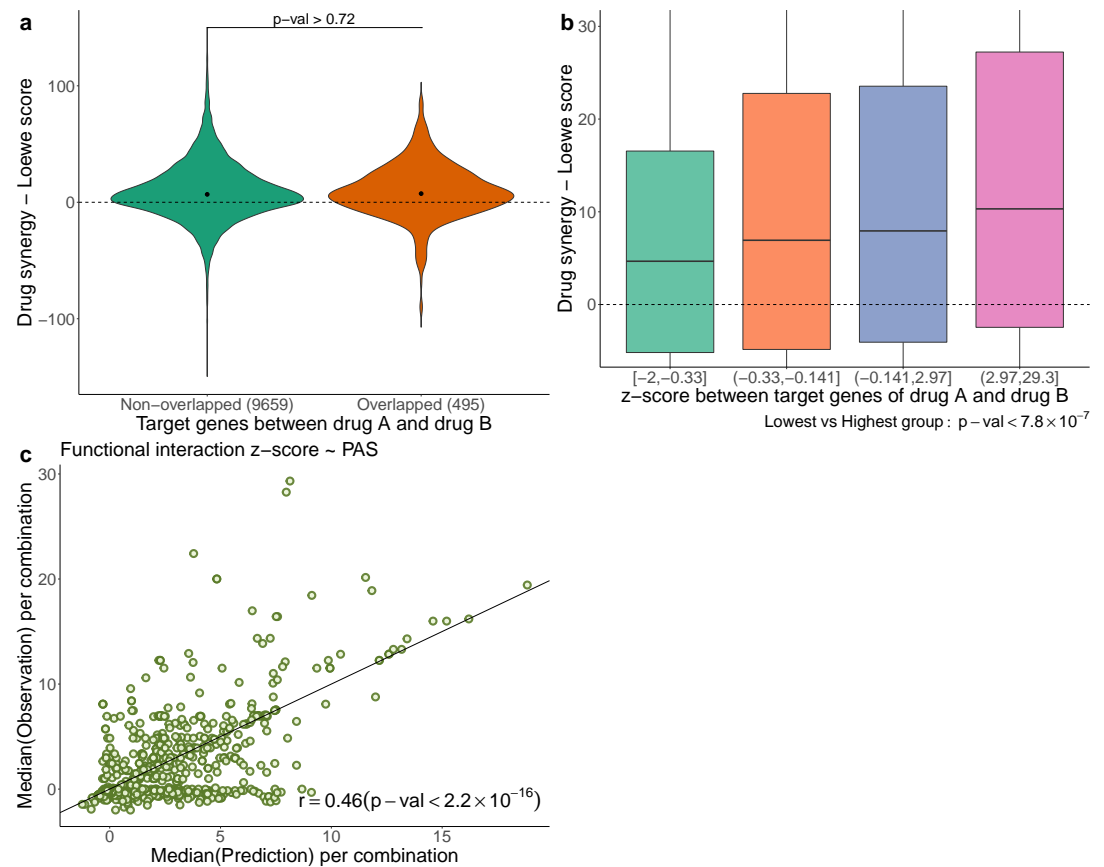 a
p−val > 0.72
Drug synergy − Loewe score
100
0
−100
Non−overlapped (9659)
Overlapped (495)
Target genes between drug A and drug B
b
Drug synergy − Loewe score
30
20
10
0
[−2,−0.33]
(−0.33,−0.141]
(−0.141,2.97]
(2.97,29.3]
z−score between target genes of drug A and drug B
Lowest vs Highest group : p − val < 7.8 × 10⁻⁷
c
Functional interaction z−score ~ PAS
Median(Observation) per combination
30
20
10
0
r = 0.46(p − val < 2.2 × 10⁻¹⁶)
0
5
10
15
Median(Prediction) per combination